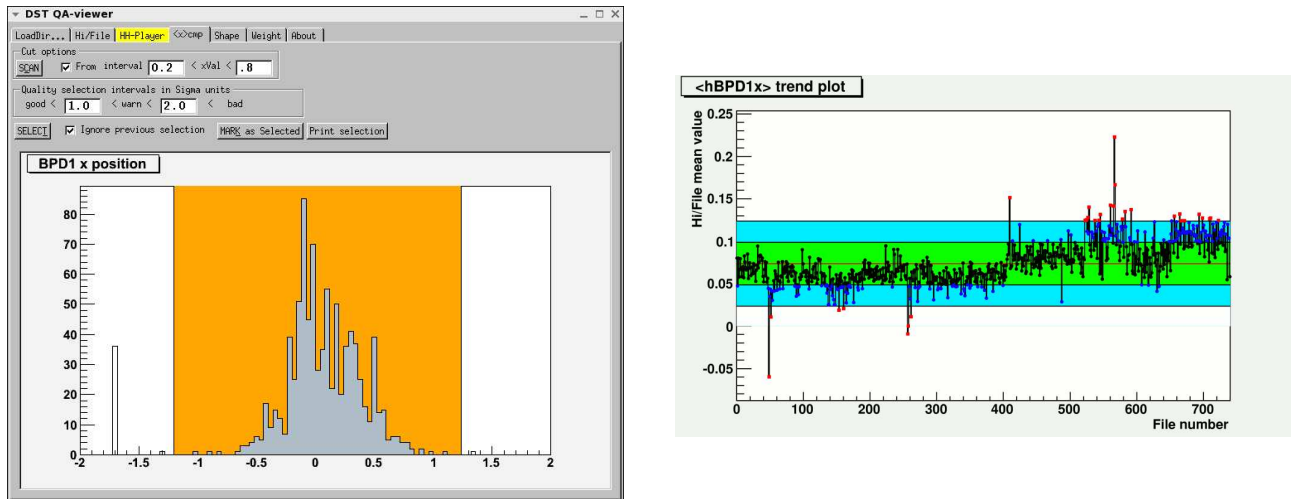 DST QA-viewer
LoadDir... Hi/File HH-Player <x>cmp Shape Weight About
Cut options
SCAN From interval 0.2 < xVal < .8
Quality selection intervals in Sigma units
good < 1.0 < warn < 2.0 < bad
SELECT Ignore previous selection MARK as Selected Print selection
BPD1 x position
80
70
60
50
40
30
20
10
0
-2 -1.5 -1 -0.5 0 0.5 1 1.5 2
<hBPD1x> trend plot
Hi/File mean value
0.25
0.2
0.15
0.1
0.05
0
-0.05
0 100 200 300 400 500 600 700
File number